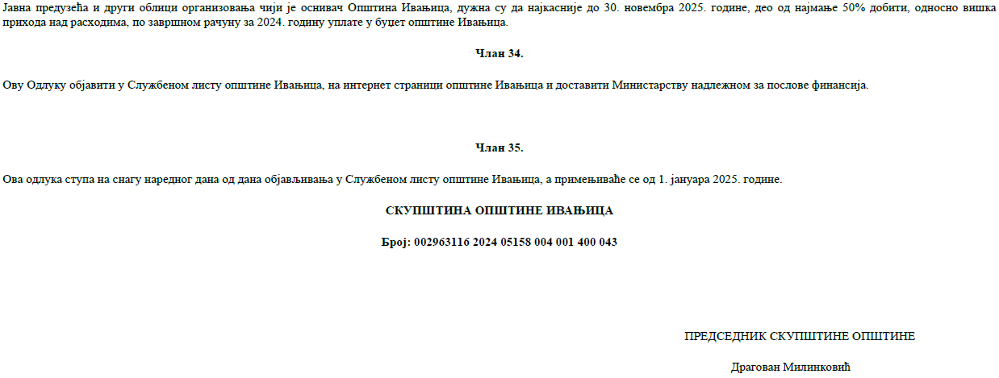 Јавна предузећа и други облици организовања чији је оснивач Општина Ивањица, дужна су да најкасније до 30. новембра 2025. године, део од најмање 50% добити, односно вишка
прихода над расходима, по завршном рачуну за 2024. годину уплате у буџет општине Ивањица.
Члан 34.
Ову Одлуку објавити у Службеном листу општине Ивањица, на интернет страници општине Ивањица и доставити Министарству надлежном за послове финансија.
Члан 35.
Ова одлука ступа на снагу наредног дана од дана објављивања у Службеном листу општине Ивањица, а примењиваће се од 1. јануара 2025. године.
СКУПШТИНА ОПШТИНЕ ИВАЊИЦА
Број: 002963116 2024 05158 004 001 400 043
ПРЕДСЕДНИК СКУПШТИНЕ ОПШТИНЕ
Драгован Милинковић